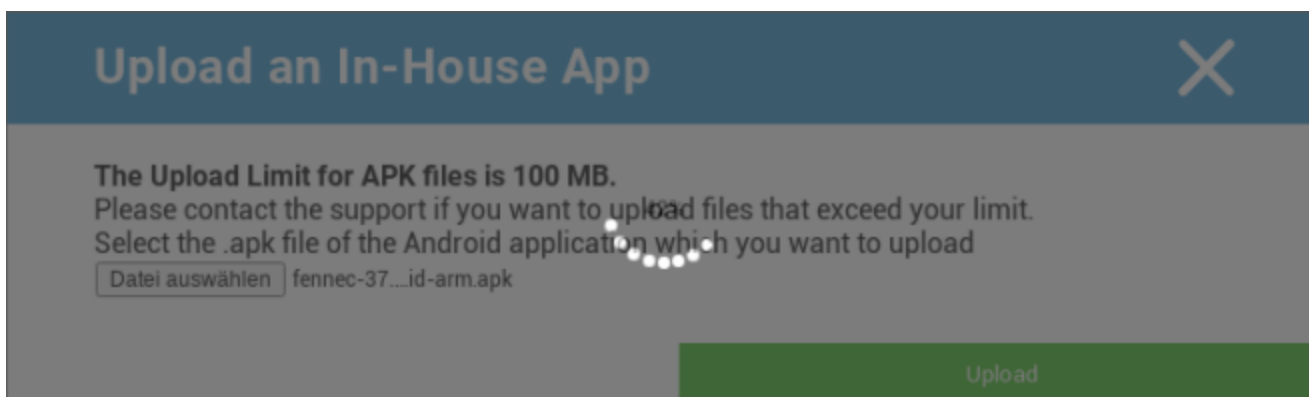 Upload an In-House App
The Upload Limit for APK files is 100 MB.
Please contact the support if you want to upload files that exceed your limit.
Select the .apk file of the Android application which you want to upload
Datei auswählen fennec-37....id-arm.apk
Upload